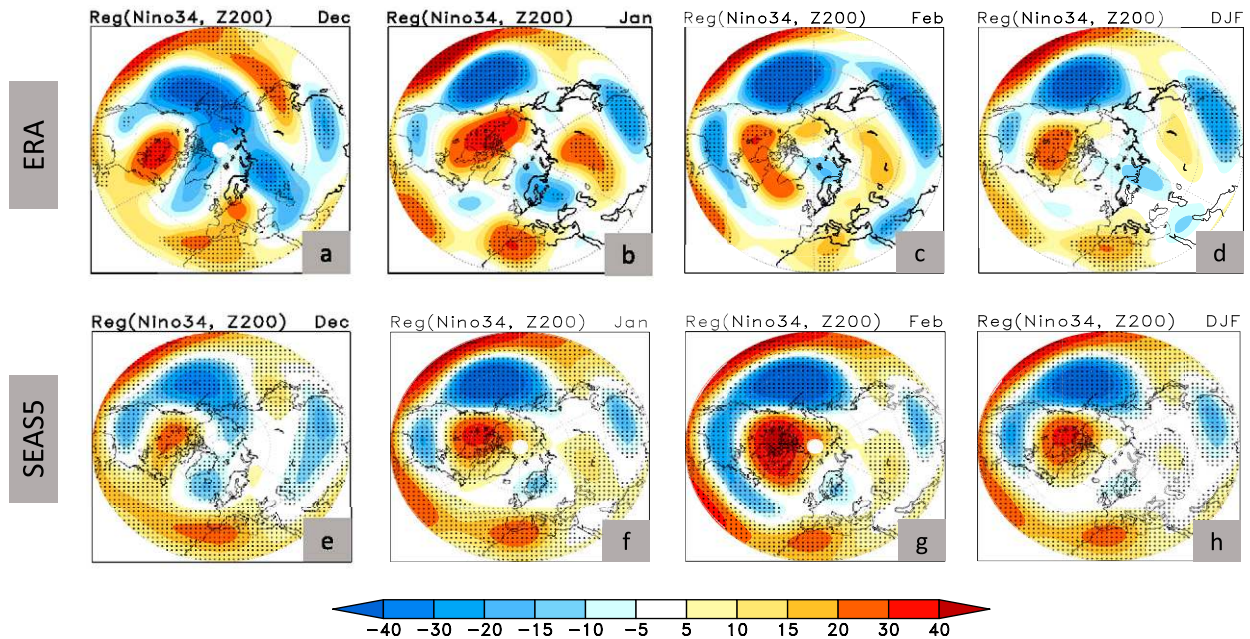 ERA
Reg(Nino34, Z200) Dec
Reg(Nino34, Z200) Jan
Reg(Nino34, Z200) Feb
Reg(Nino34, Z200) DJF
a
b
c
d
SEAS5
Reg(Nino34, Z200) Dec
Reg(Nino34, Z200) Jan
Reg(Nino34, Z200) Feb
Reg(Nino34, Z200) DJF
e
f
g
h
−40 −30 −20 −15 −10 −5 5 10 15 20 30 40